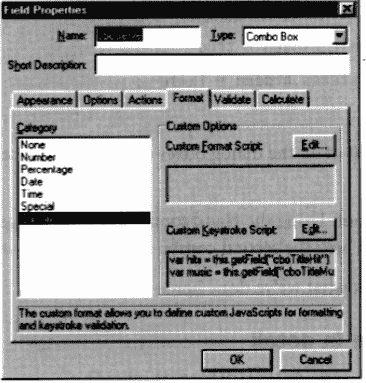 Field Properties
Name:
Type: Combo Box
Short Description:
Appearance Options Actions Format Validate Calculate
Category
None
Number
Percentage
Date
Time
Special
Custom Options
Custom Format Script: Edit...
Custom Keystroke Script: Edit...
var hits = this.getField("cboTitleHit")
var music = this.getField("cboTitleMu
The custom format allows you to define custom JavaScripts for formatting
and keystroke validation.
OK Cancel